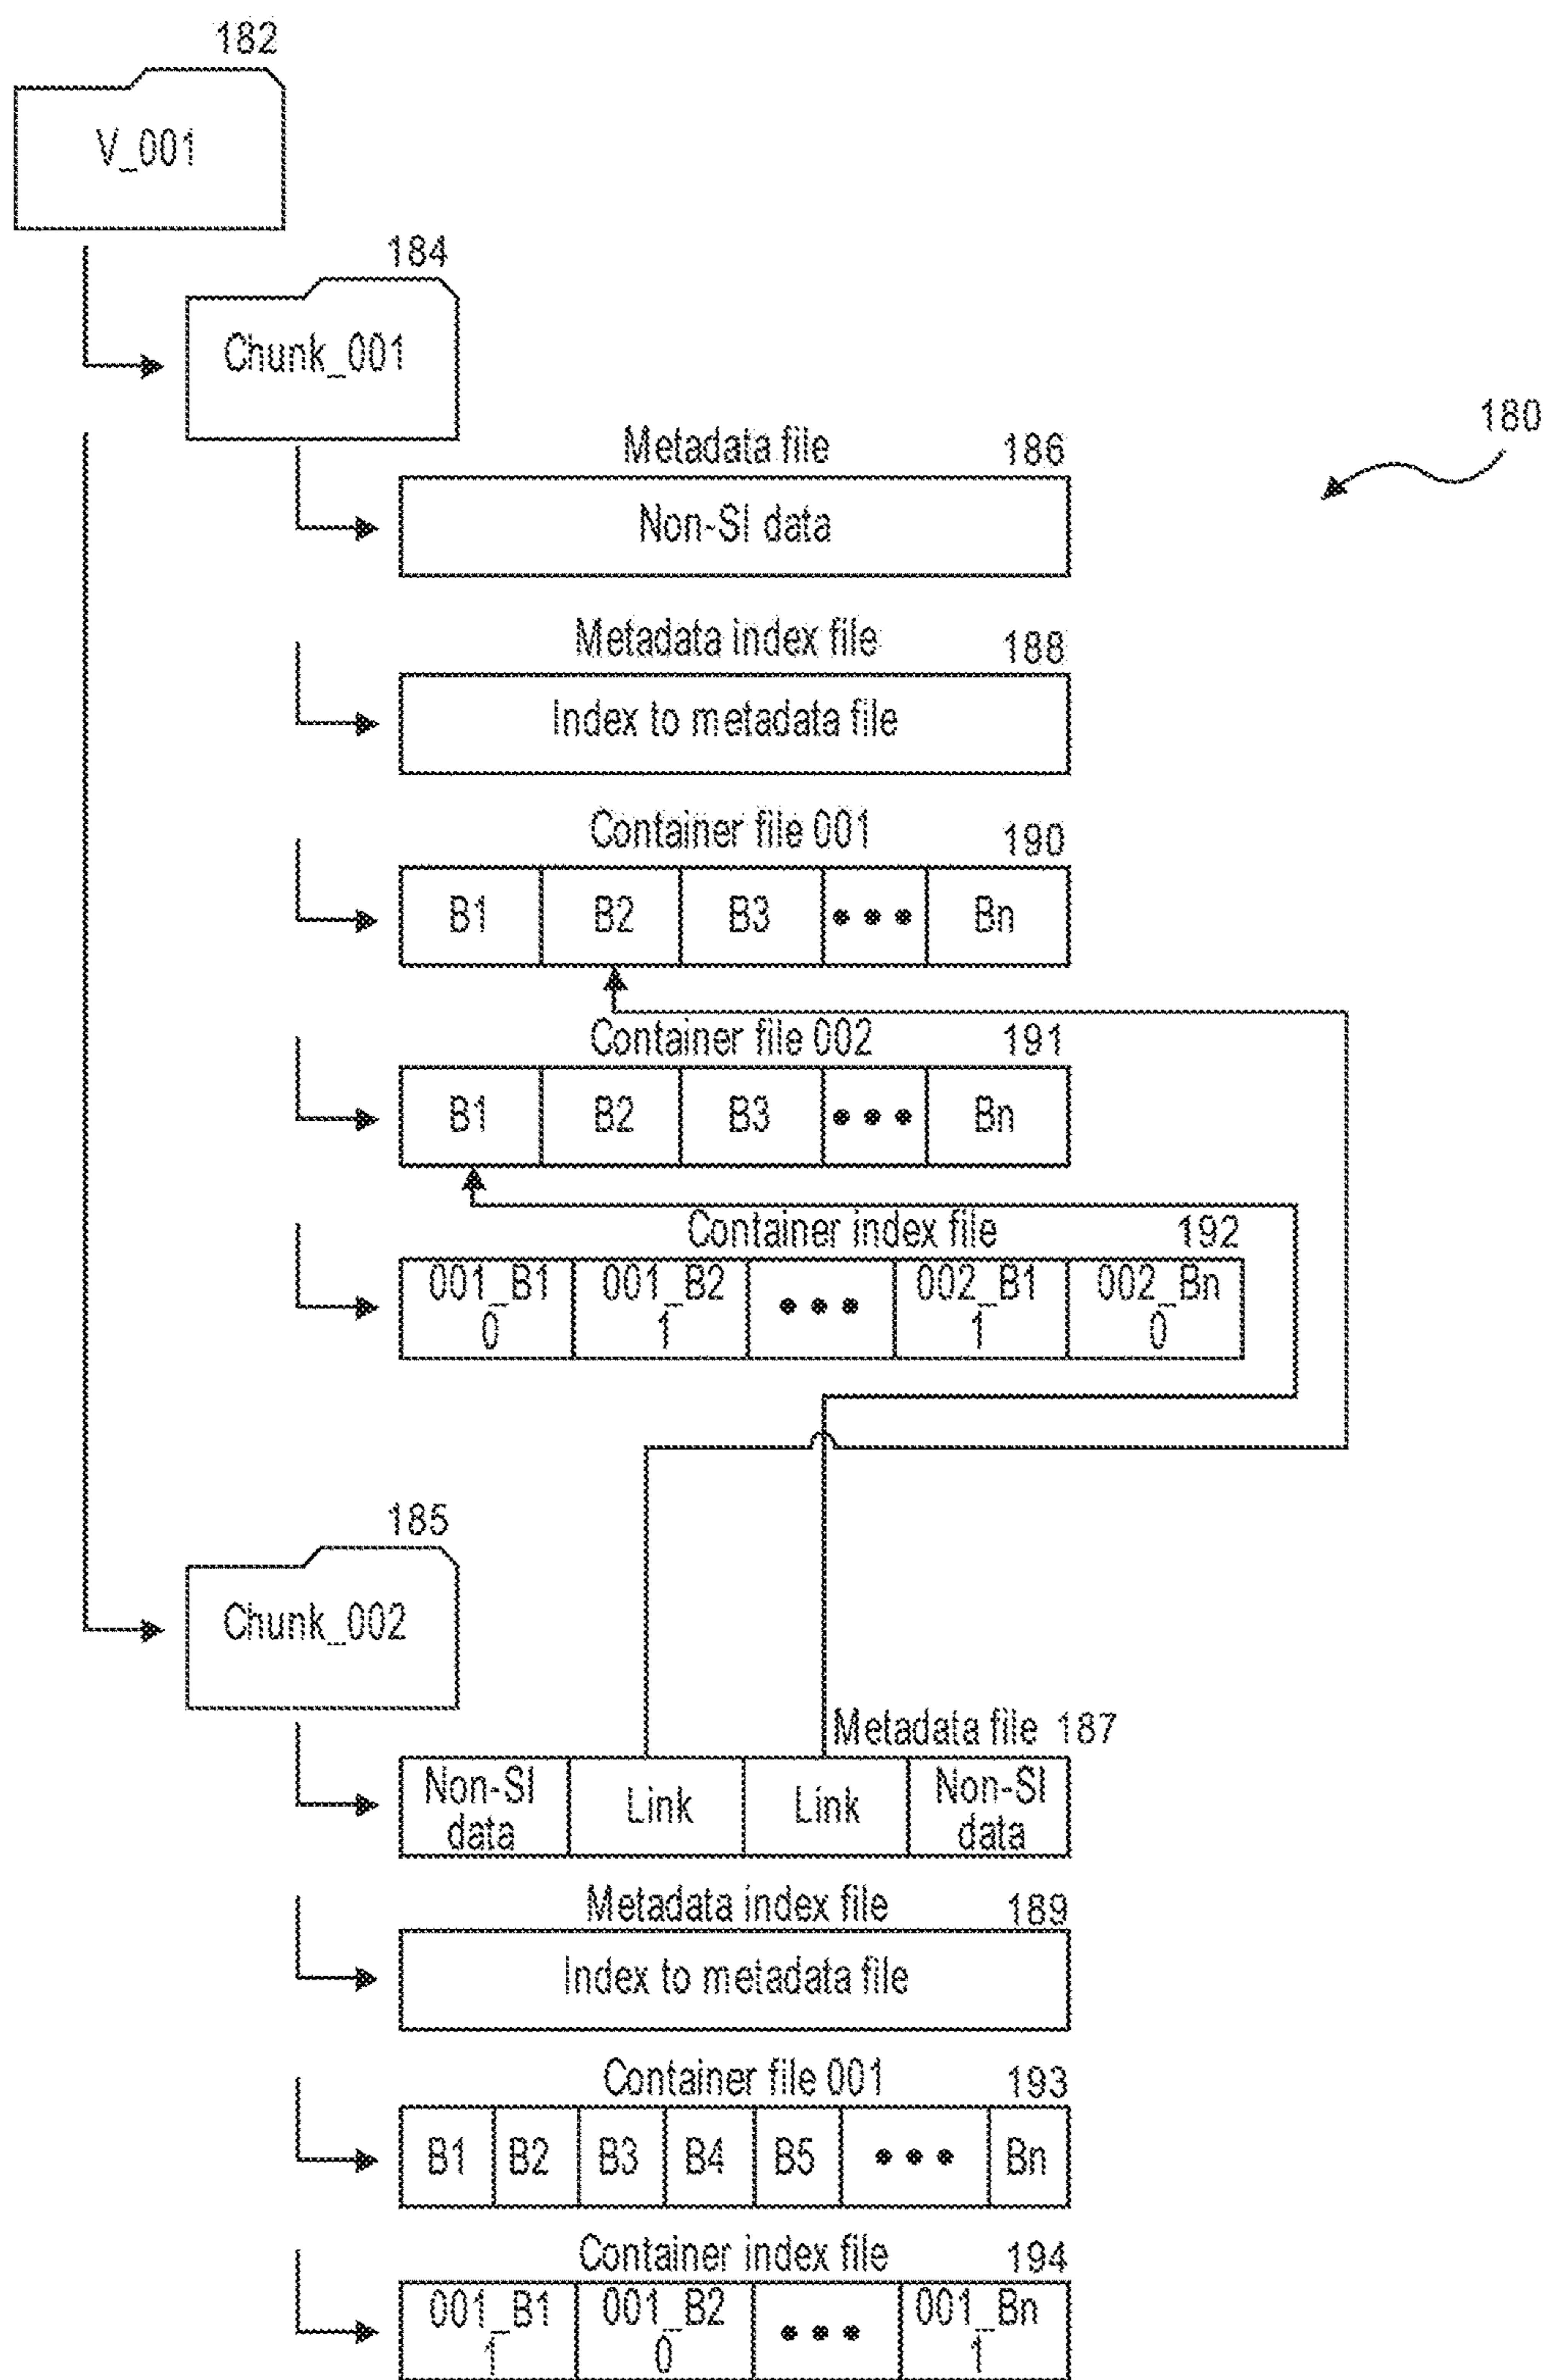 182
V_001
184
Chunk_001
180
Metadata file 186
Non-SI data
Metadata index file 188
Index to metadata file
Container file 001 190
B1 B2 B3 ••• Bn
Container file 002 191
B1 B2 B3 ••• Bn
Container index file 192
001_B1 001_B2 ••• 002_B1 002_Bn
0 1 1 0
185
Chunk_002
Metadata file 187
Non-SI Link Link Non-SI
data data
Metadata index file 189
Index to metadata file
Container file 001 193
B1 B2 B3 B4 B5 ••• Bn
Container index file 194
001_B1 001_B2 ••• 001_Bn
1 0 1